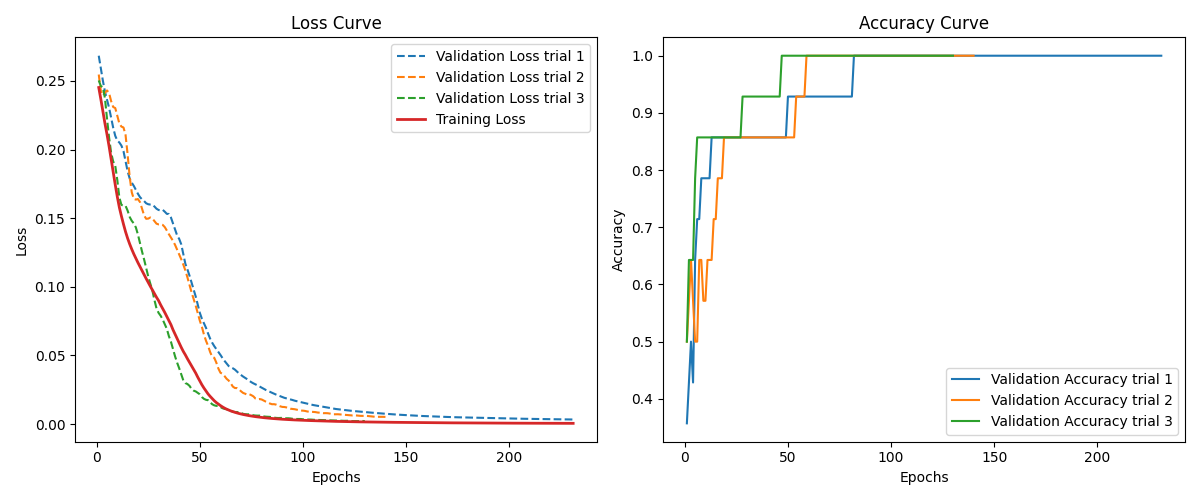 Loss Curve
Validation Loss trial 1
Validation Loss trial 2
Validation Loss trial 3
Training Loss
0.25
0.20
0.15
0.10
0.05
0.00
Loss
0 50 100 150 200
Epochs
Accuracy Curve
1.0
0.9
0.8
0.7
0.6
0.5
0.4
Accuracy
Validation Accuracy trial 1
Validation Accuracy trial 2
Validation Accuracy trial 3
0 50 100 150 200
Epochs